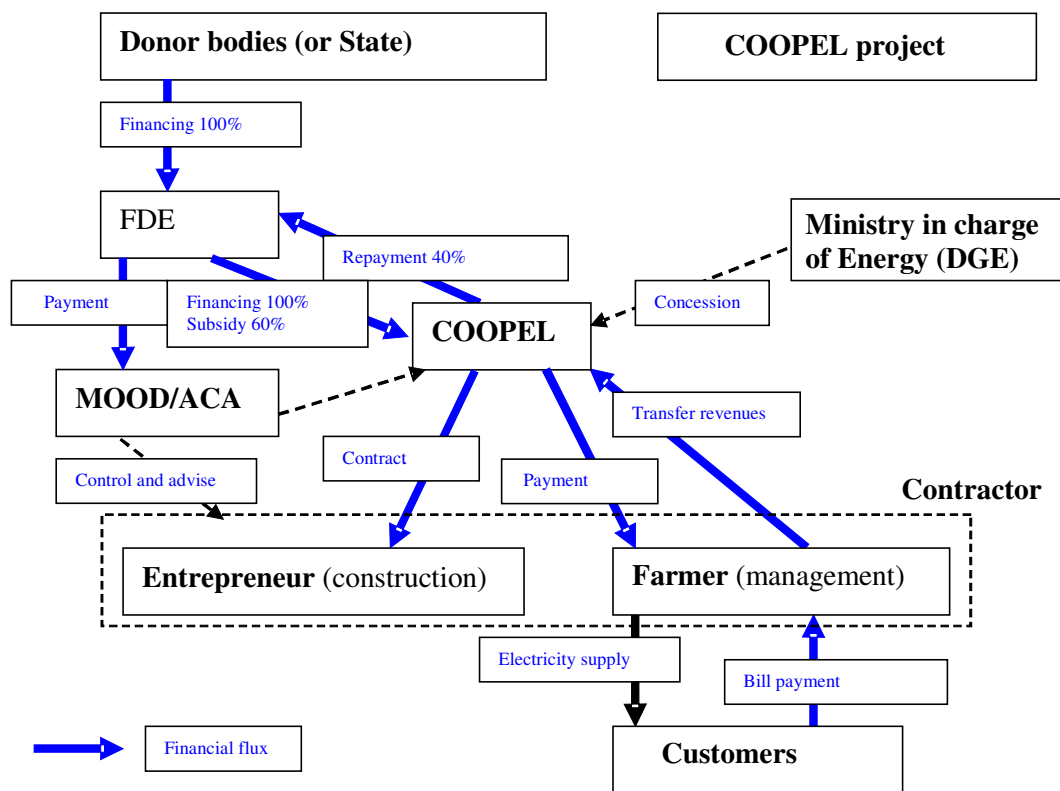 Donor bodies (or State)
COOPEL project
Financing 100%
FDE
Repayment 40%
Ministry in charge
of Energy (DGE)
Payment
Financing 100%
Subsidy 60%
Concession
COOPEL
MOOD/ACA
Transfer revenues
Contract
Control and advise
Payment
Contractor
Entrepreneur (construction)
Farmer (management)
Electricity supply
Bill payment
Financial flux
Customers